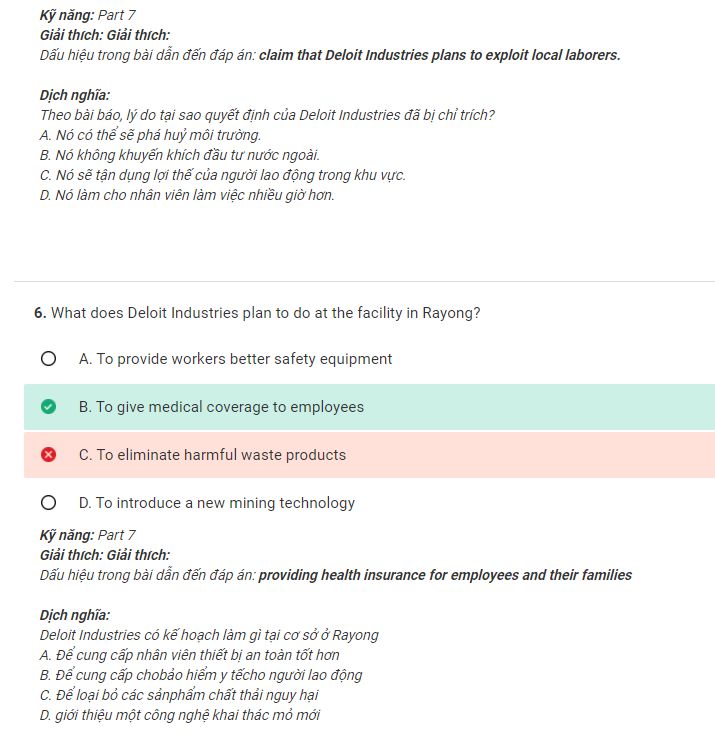 Kỹ năng: Part 7
Giải thích: Giải thích:
Dấu hiệu trong bài dẫn đến đáp án: claim that Deloit Industries plans to exploit local laborers.
Dịch nghĩa:
Theo bài báo, lý do tại sao quyết định của Deloit Industries đã bị chỉ trích?
A. Nó có thể sẽ phá huỷ môi trường.
B. Nó không khuyến khích đầu tư nước ngoài.
C. Nó sẽ tận dụng lợi thế của người lao động trong khu vực.
D. Nó làm cho nhân viên làm việc nhiều giờ hơn.
6. What does Deloit Industries plan to do at the facility in Rayong?
A. To provide workers better safety equipment
B. To give medical coverage to employees
C. To eliminate harmful waste products
D. To introduce a new mining technology
Kỹ năng: Part 7
Giải thích: Giải thích:
Dấu hiệu trong bài dẫn đến đáp án: providing health insurance for employees and their families
Dịch nghĩa:
Deloit Industries có kế hoạch làm gì tại cơ sở ở Rayong
A. Để cung cấp nhân viên thiết bị an toàn tốt hơn
B. Để cung cấp chobảo hiểm y tếcho người lao động
C. Để loại bỏ các sảnphẩm chất thải nguy hại
D. giới thiệu một công nghệ khai thác mỏ mới